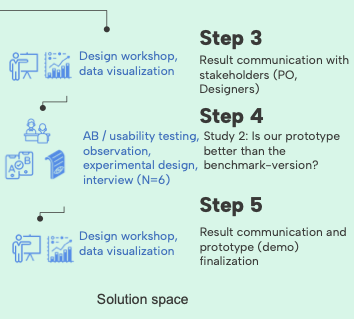 Step 3
Design workshop,
data visualization
Result communication with
stakeholders (PO,
Designers)
Step 4
AB / usability testing,
observation,
experimental design,
interview (N=6)
Study 2: Is our prototype
better than the
benchmark-version?
A
B
Step 5
Design workshop,
data visualization
Result communication and
prototype (demo)
finalization
Solution space